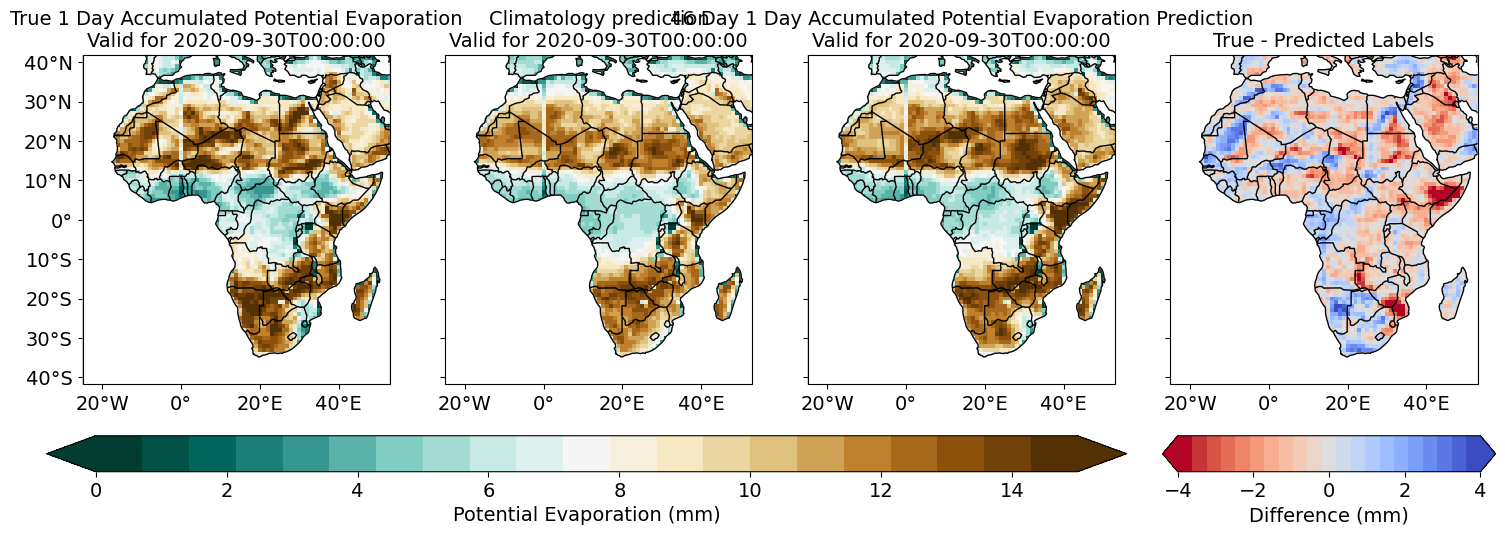 True 1 Day Accumulated Potential Evaporation
Valid for 2020-09-30T00:00:00
Climatology prediction
Valid for 2020-09-30T00:00:00
46 Day 1 Day Accumulated Potential Evaporation Prediction
Valid for 2020-09-30T00:00:00
True - Predicted Labels
40°N
30°N
20°N
10°N
0°
10°S
20°S
30°S
40°S
20°W 0° 20°E 40°E
20°W 0° 20°E 40°E
20°W 0° 20°E 40°E
20°W 0° 20°E 40°E
0 2 4 6 8 10 12 14
Potential Evaporation (mm)
−4 −2 0 2 4
Difference (mm)